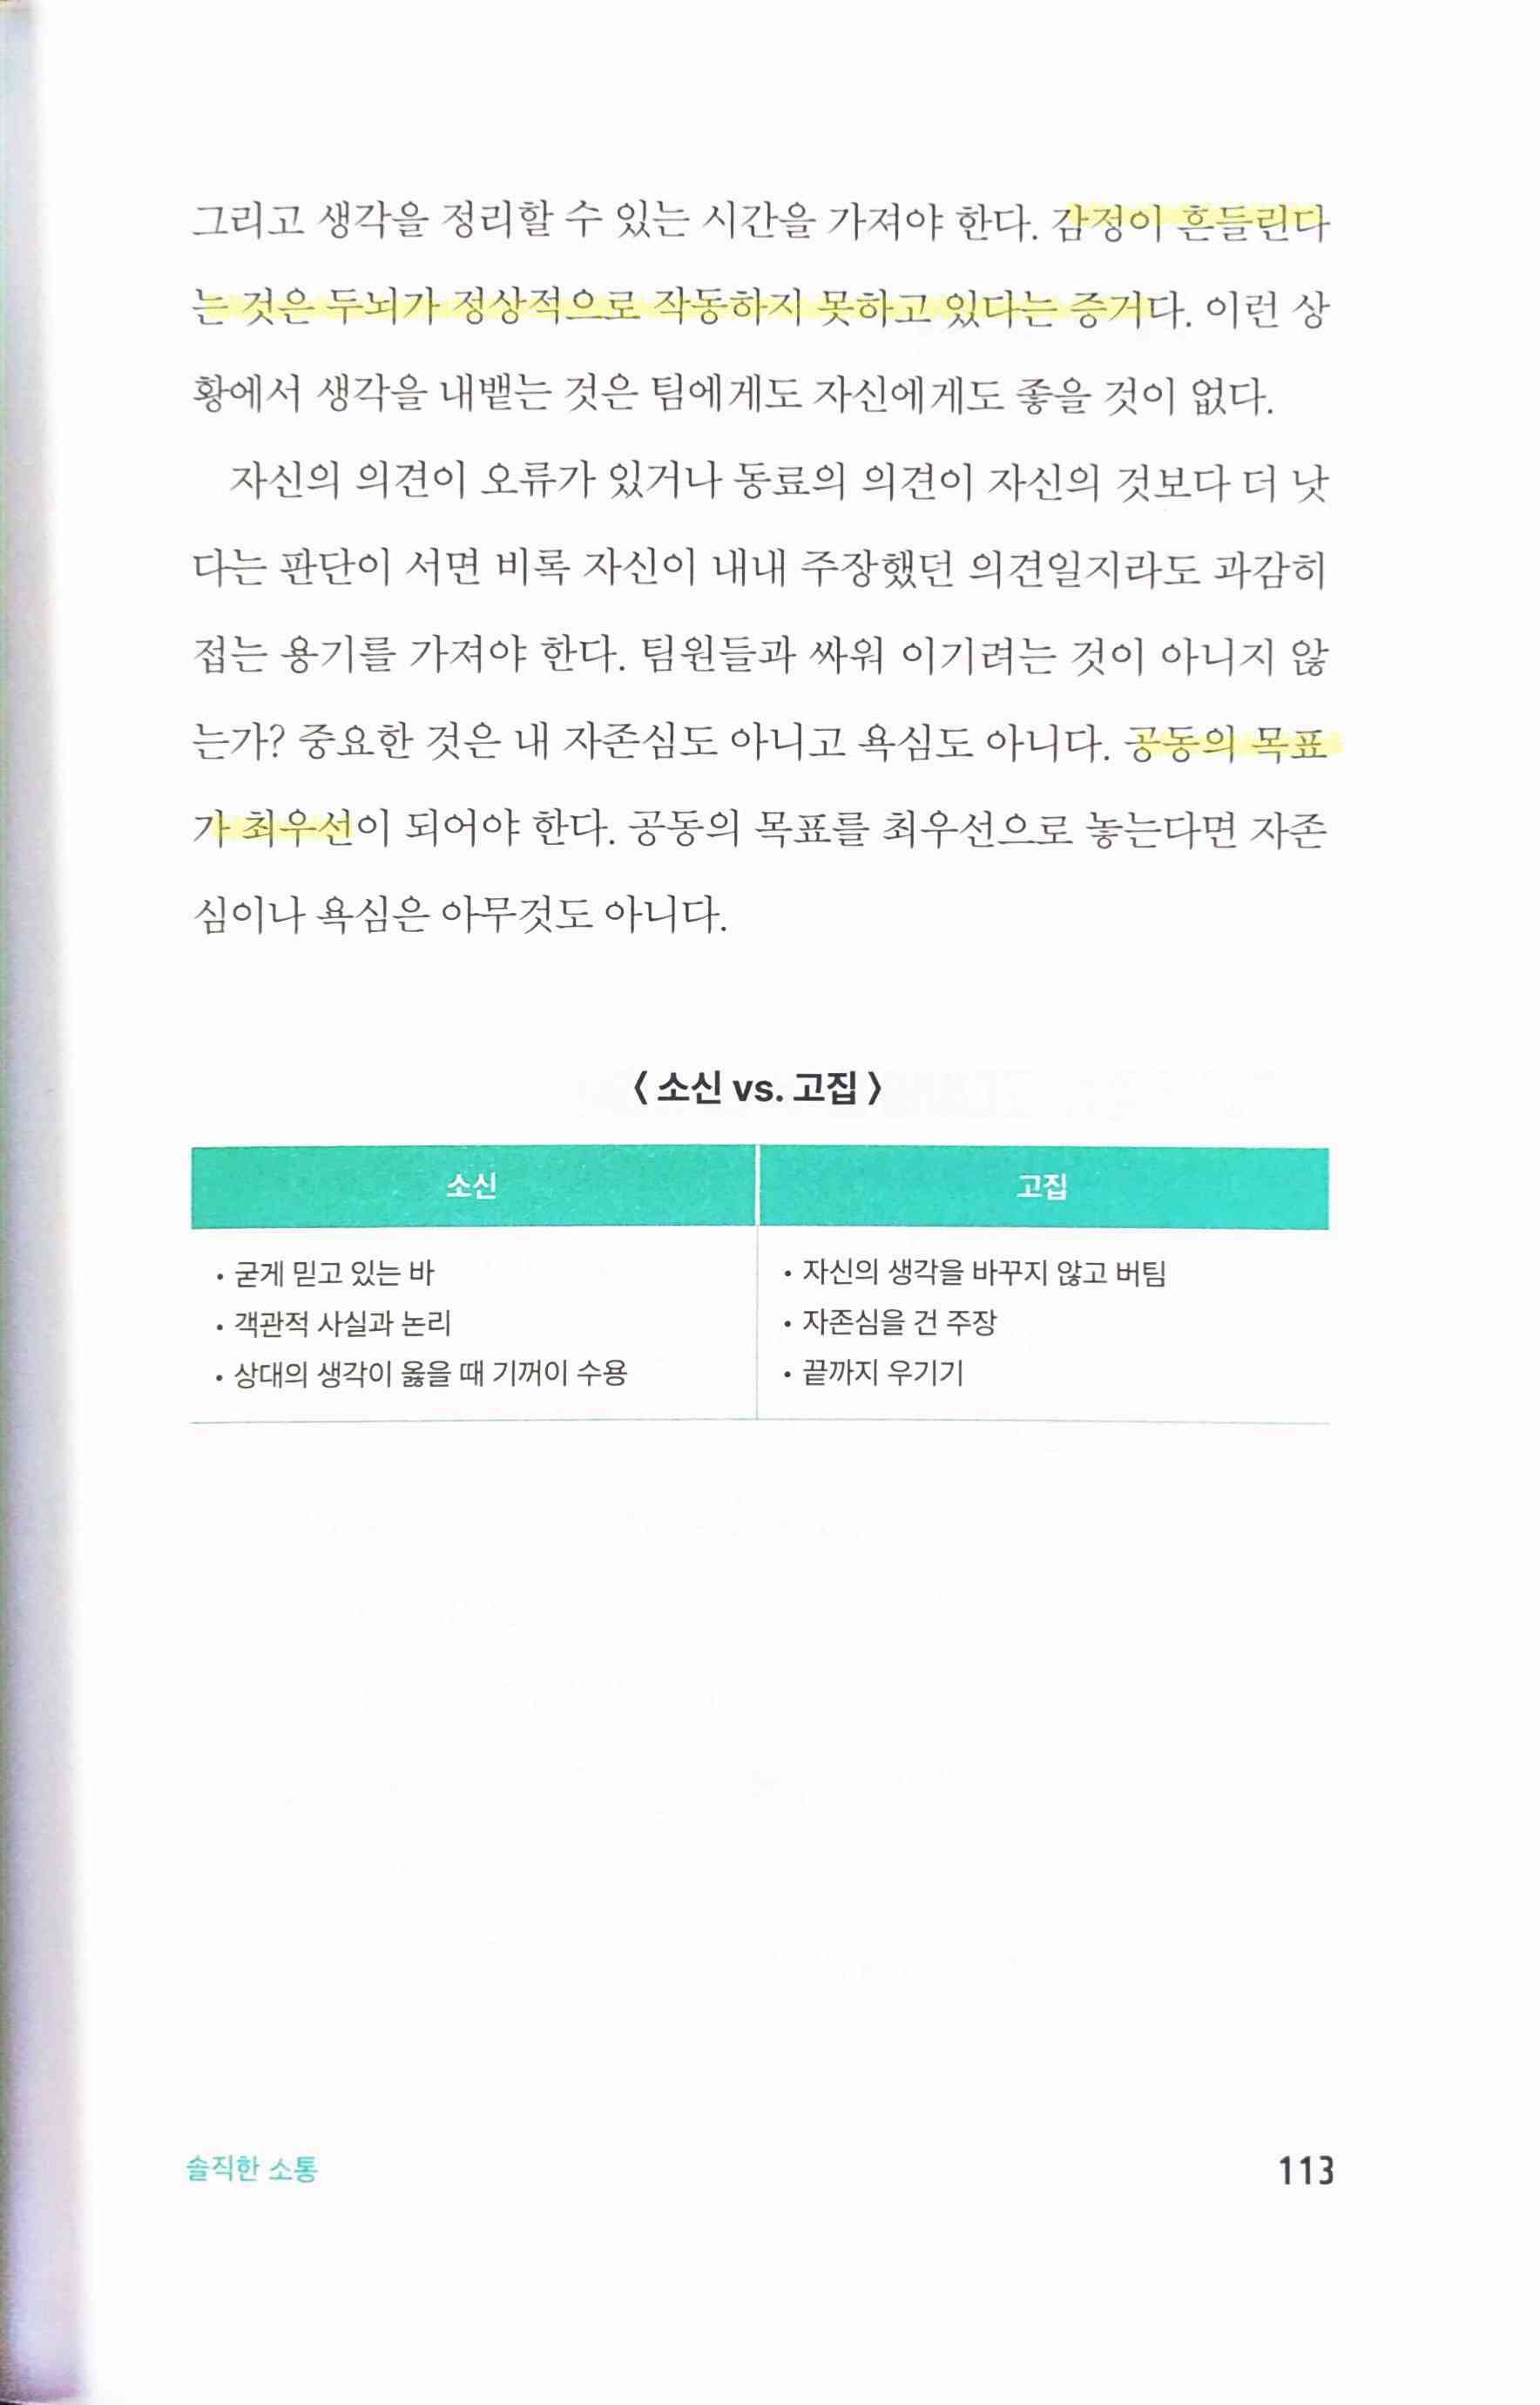 그리고 생각을 정리할 수 있는 시간을 가져야 한다. 감정이 흔들린다
는 것은 두뇌가 정상적으로 작동하지 못하고 있다는 증거다. 이런 상
황에서 생각을 내뱉는 것은 팀에게도 자신에게도 좋을 것이 없다.
자신의 의견이 오류가 있거나 동료의 의견이 자신의 것보다 더 낫
다는 판단이 서면 비록 자신이 내내 주장했던 의견일지라도 과감히
접는 용기를 가져야 한다. 팀원들과 싸워 이기려는 것이 아니지 않
는가? 중요한 것은 내 자존심도 아니고 욕심도 아니다. 공동의 목표
가 최우선이 되어야 한다. 공동의 목표를 최우선으로 놓는다면 자존
심이나 욕심은 아무것도 아니다.
〈 소신 vs. 고집 〉
소신 고집
• 굳게 믿고 있는 바 • 자신의 생각을 바꾸지 않고 버팀
• 객관적 사실과 논리 • 자존심을 건 주장
• 상대의 생각이 옳을 때 기꺼이 수용 • 끝까지 우기기
솔직한 소통 113